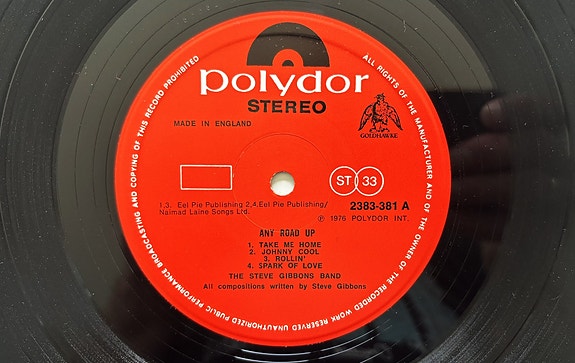 polydor
STEREO
MADE IN ENGLAND
GOLDHAWKE
ST 33
1,3. Eel Pie Publishing 2,4.Eel Pie Publishing/
Naimad Laine Songs Ltd.
2383-381 A
℗ 1976 POLYDOR INT.
ANY ROAD UP
1. TAKE ME HOME
2. JOHNNY COOL
3. ROLLIN'
4. SPARK OF LOVE
THE STEVE GIBBONS BAND
All compositions written by Steve Gibbons
ALL RIGHTS OF THE MANUFACTURER AND OF THE OWNER OF THE RECORDED WORK RESERVED UNAUTHORIZED PUBLIC PERFORMANCE BROADCASTING AND COPYING OF THIS RECORD PROHIBITED